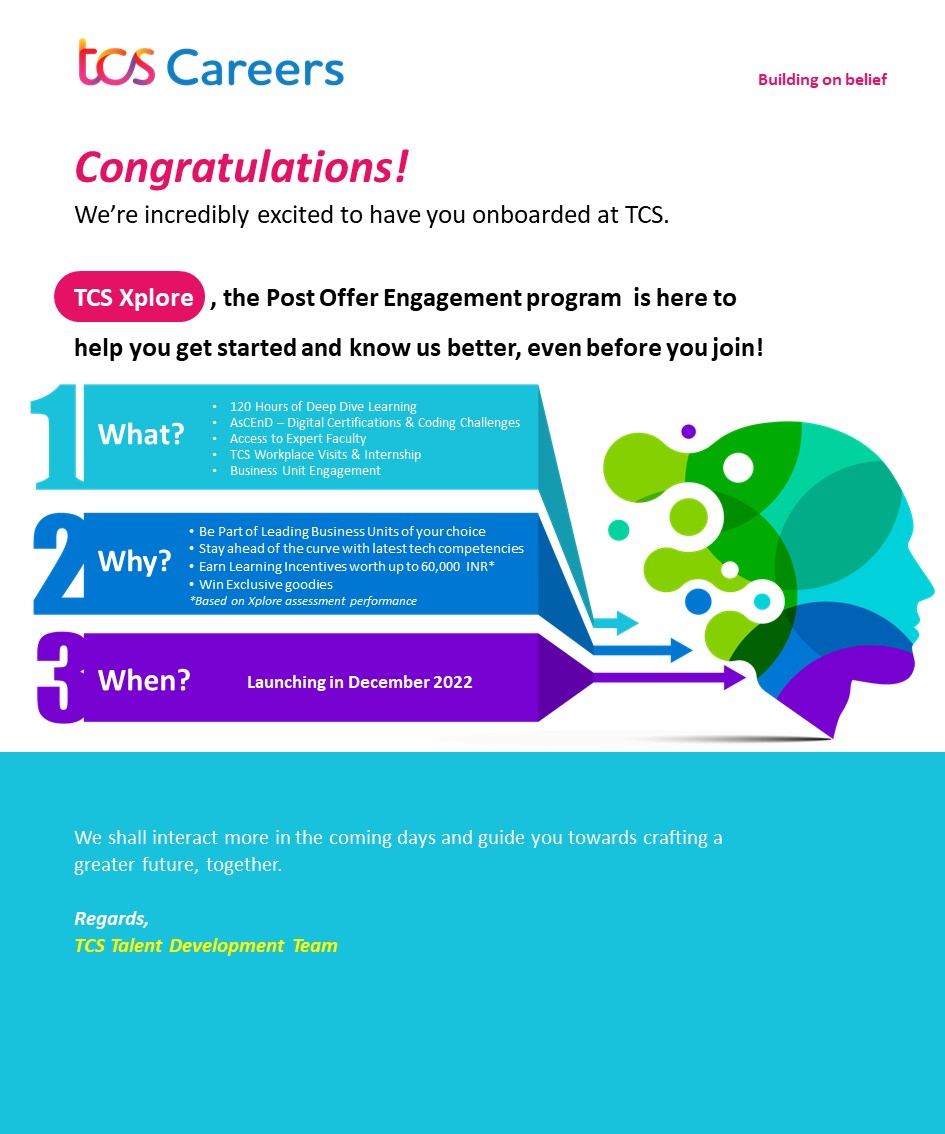 tcs Careers
Building on belief
Congratulations!
We're incredibly excited to have you onboarded at TCS.
TCS Xplore , the Post Offer Engagement program is here to
help you get started and know us better, even before you join!
1
What?
• 120 Hours of Deep Dive Learning
• AsCEnD – Digital Certifications & Coding Challenges
• Access to Expert Faculty
• TCS Workplace Visits & Internship
• Business Unit Engagement
2
Why?
• Be Part of Leading Business Units of your choice
• Stay ahead of the curve with latest tech competencies
• Earn Learning Incentives worth up to 60,000 INR*
• Win Exclusive goodies
*Based on Xplore assessment performance
3
When?
Launching in December 2022
We shall interact more in the coming days and guide you towards crafting a
greater future, together.
Regards,
TCS Talent Development Team